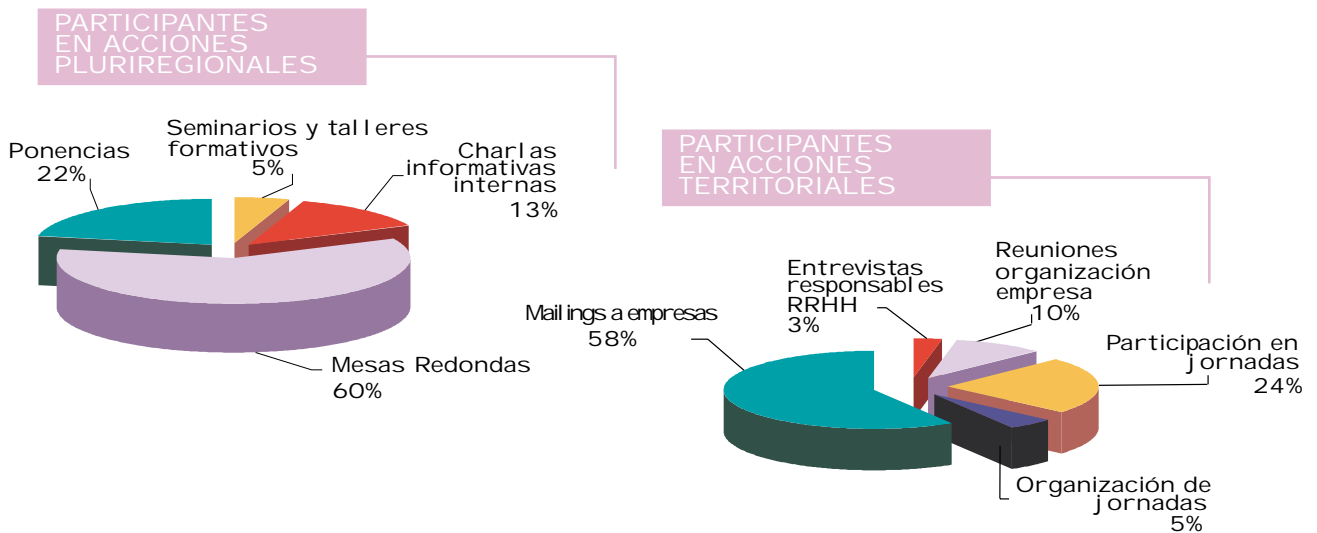 PARTICIPANTES
EN ACCIONES
PLURIREGIONALES
Seminarios y talleres
formativos
5%
Ponencias
22%
Charlas
informativas
internas
13%
Mesas Redondas
60%
PARTICIPANTES
EN ACCIONES
TERRITORIALES
Entrevistas
responsables
RRHH
3%
Reuniones
organización
empresa
10%
Mailings a empresas
58%
Participación en
jornadas
24%
Organización de
jornadas
5%